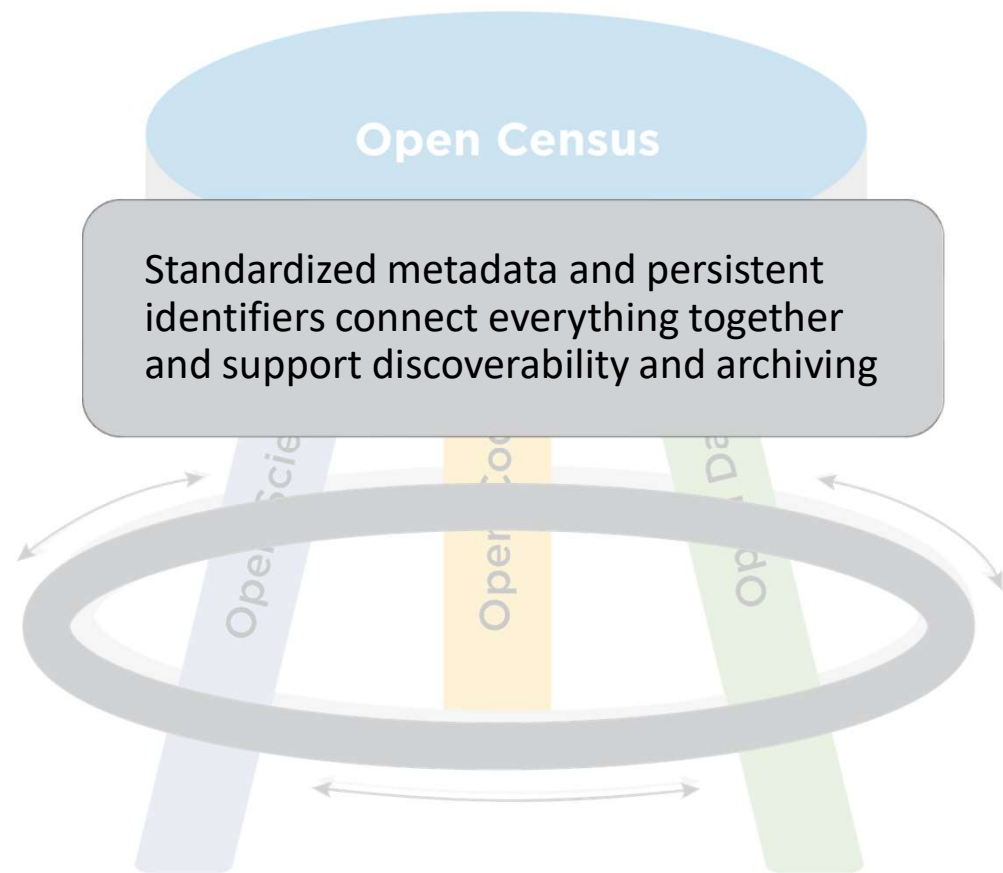 Open Census
Standardized metadata and persistent
identifiers connect everything together
and support discoverability and archiving
Open
Open